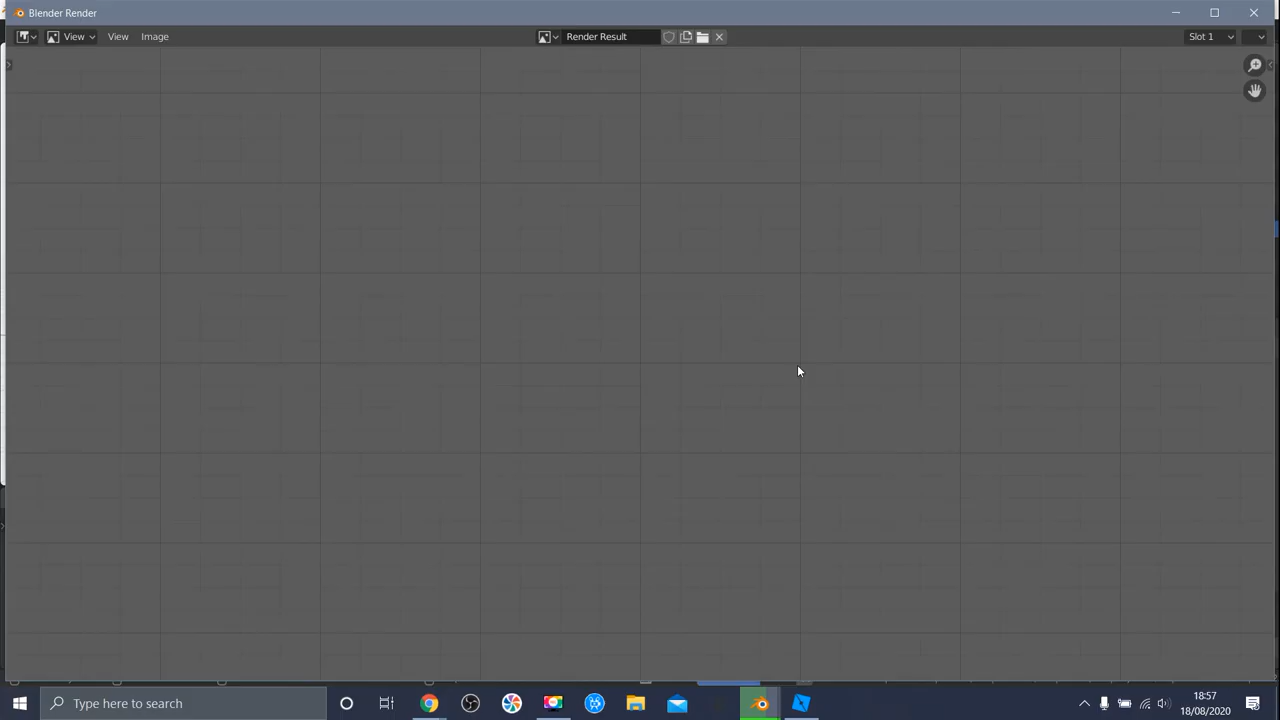 Blender Render
View View Image Render Result Slot 1
Type here to search 18:57
18/08/2020